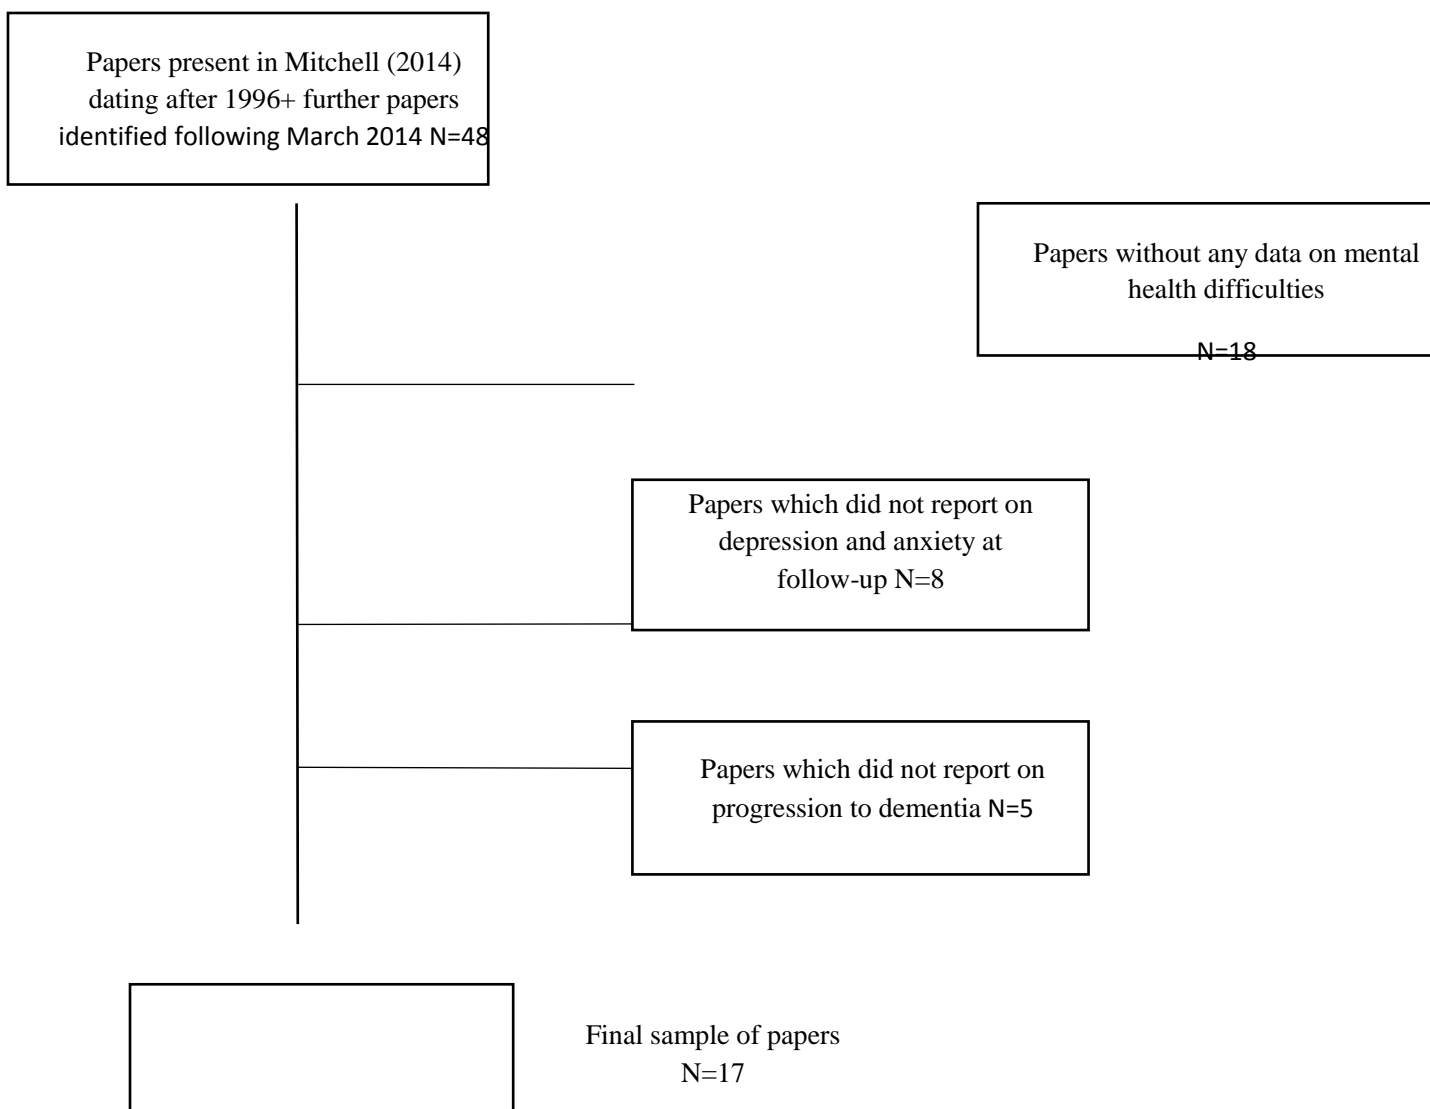 Papers present in Mitchell (2014)
dating after 1996+ further papers
identified following March 2014 N=48
Papers without any data on mental
health difficulties
N=18
Papers which did not report on
depression and anxiety at
follow-up N=8
Papers which did not report on
progression to dementia N=5
Final sample of papers
N=17